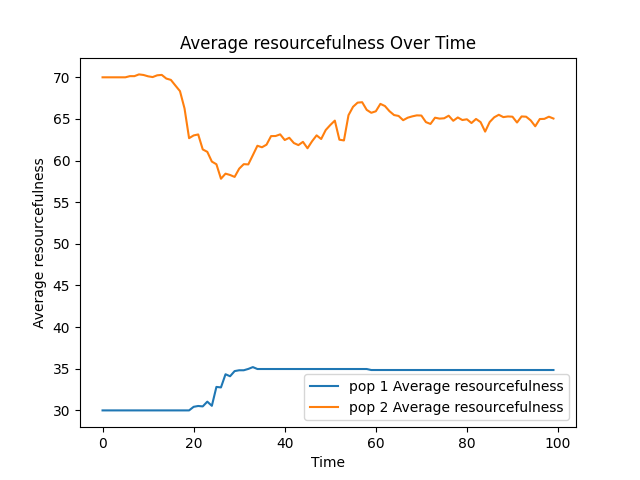 Average resourcefulness Over Time
Average resourcefulness
70
65
60
55
50
45
40
35
30
pop 1 Average resourcefulness
pop 2 Average resourcefulness
0 20 40 60 80 100
Time